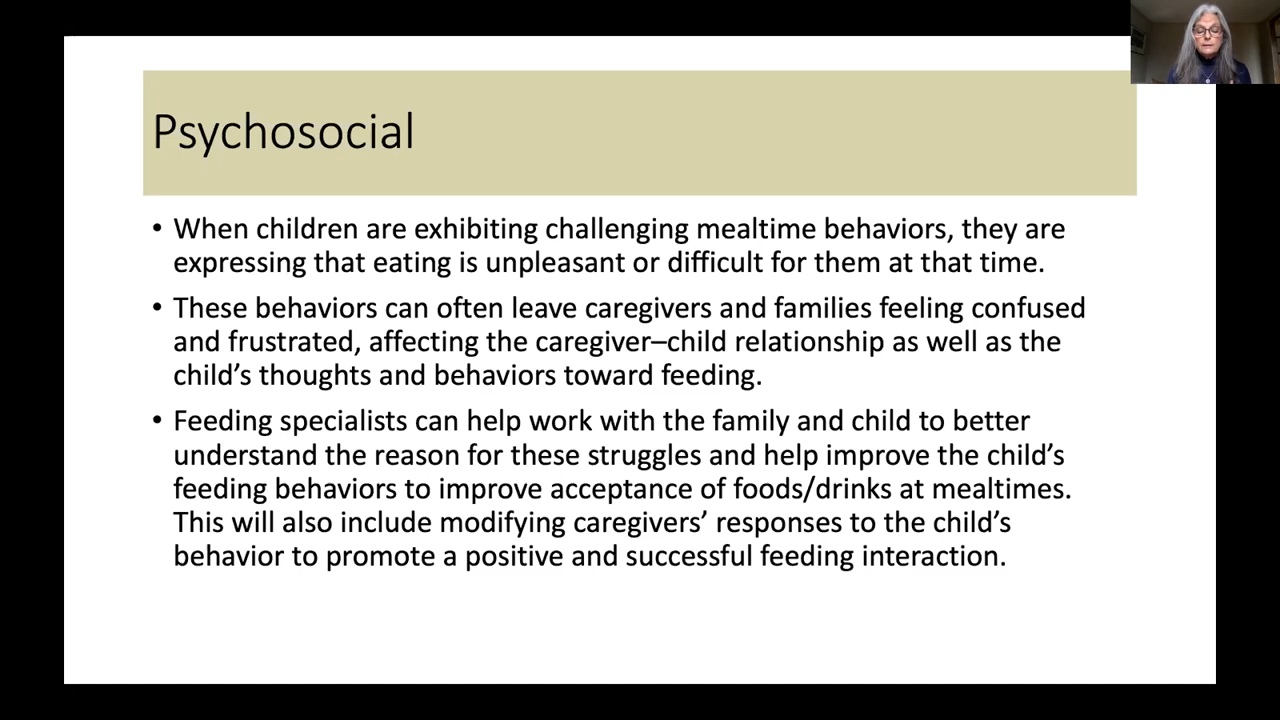 Psychosocial
• When children are exhibiting challenging mealtime behaviors, they are
expressing that eating is unpleasant or difficult for them at that time.
• These behaviors can often leave caregivers and families feeling confused
and frustrated, affecting the caregiver–child relationship as well as the
child’s thoughts and behaviors toward feeding.
• Feeding specialists can help work with the family and child to better
understand the reason for these struggles and help improve the child’s
feeding behaviors to improve acceptance of foods/drinks at mealtimes.
This will also include modifying caregivers’ responses to the child’s
behavior to promote a positive and successful feeding interaction.